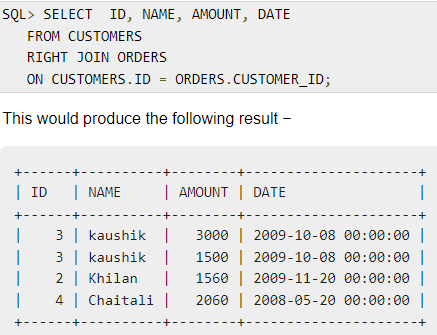 SQL> SELECT  ID, NAME, AMOUNT, DATE
   FROM CUSTOMERS
   RIGHT JOIN ORDERS
   ON CUSTOMERS.ID = ORDERS.CUSTOMER_ID;
This would produce the following result −
+------+----------+--------+---------------------+
| ID   | NAME     | AMOUNT | DATE                |
+------+----------+--------+---------------------+
|    3 | kaushik  |   3000 | 2009-10-08 00:00:00 |
|    3 | kaushik  |   1500 | 2009-10-08 00:00:00 |
|    2 | Khilan   |   1560 | 2009-11-20 00:00:00 |
|    4 | Chaitali |   2060 | 2008-05-20 00:00:00 |
+------+----------+--------+---------------------+